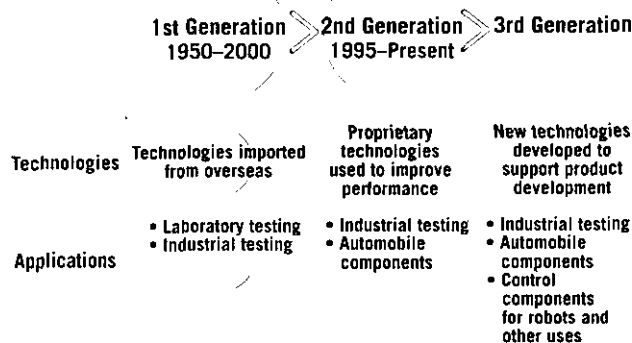 1st Generation
1950–2000
2nd Generation
1995–Present
3rd Generation
Technologies
Technologies imported
from overseas
Proprietary
technologies
used to improve
performance
New technologies
developed to
support product
development
Applications
• Laboratory testing
• Industrial testing
• Industrial testing
• Automobile
components
• Industrial testing
• Automobile
components
• Control
components
for robots and
other uses